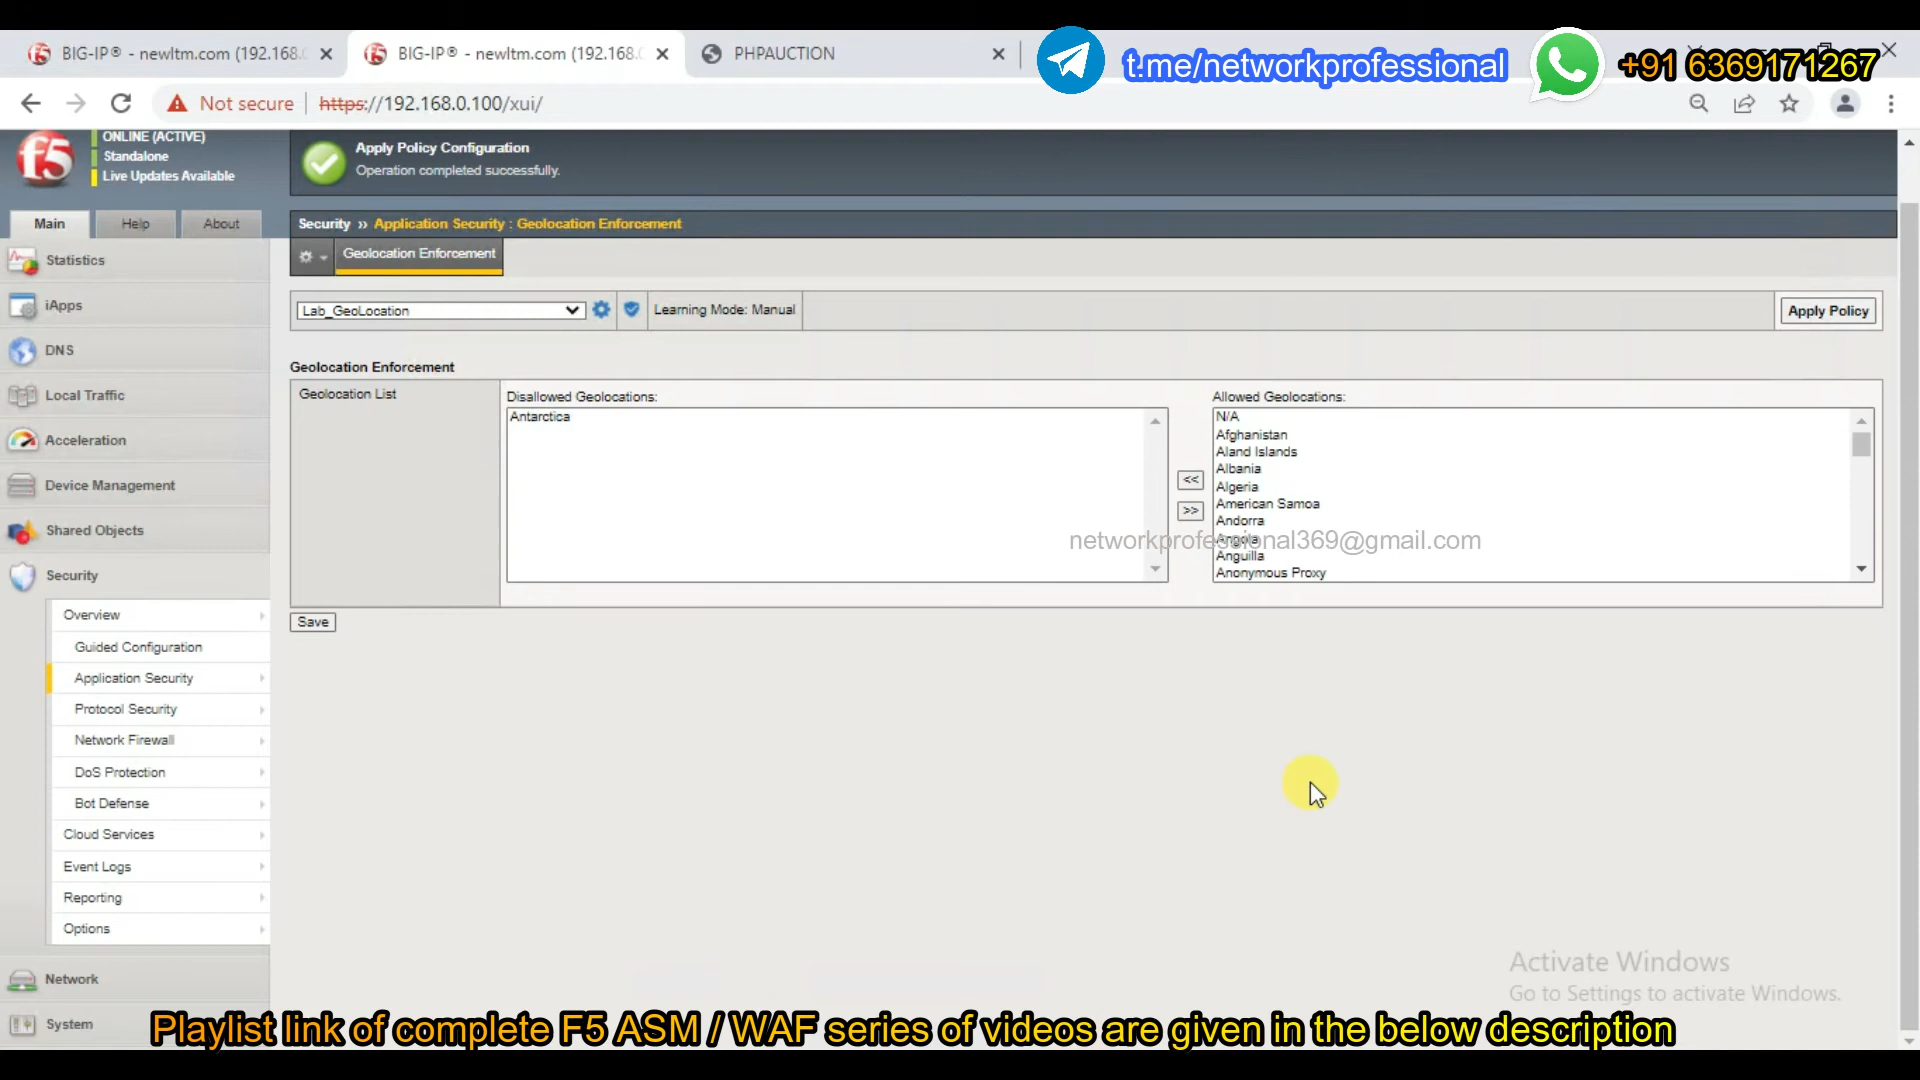 BIG-IP® - newltm.com (192.168.
BIG-IP® - newltm.com (192.168.
PHPAUCTION
t.me/networkprofessional
+91 6369171267
Not secure
https://192.168.0.100/xui/
ONLINE (ACTIVE)
Standalone
Live Updates Available
f5
Apply Policy Configuration
Operation completed successfully.
Main
Help
About
Security ›› Application Security : Geolocation Enforcement
Geolocation Enforcement
Statistics
iApps
DNS
Local Traffic
Acceleration
Device Management
Shared Objects
Security
Overview
Guided Configuration
Application Security
Protocol Security
Network Firewall
DoS Protection
Bot Defense
Cloud Services
Event Logs
Reporting
Options
Network
System
Lab_GeoLocation
Learning Mode: Manual
Apply Policy
Geolocation Enforcement
Geolocation List
Disallowed Geolocations:
Antarctica
<<
>>
Allowed Geolocations:
N/A
Afghanistan
Aland Islands
Albania
Algeria
American Samoa
Andorra
Angola
Anguilla
Anonymous Proxy
networkprofessional369@gmail.com
Save
Activate Windows
Go to Settings to activate Windows.
Playlist link of complete F5 ASM / WAF series of videos are given in the below description